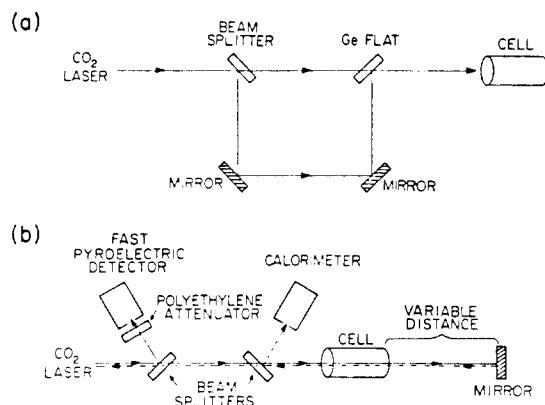 (a)
BEAM
SPLITTER
Ge FLAT
CELL
CO2
LASER
MIRROR
MIRROR
(b)
FAST
PYROELECTRIC
DETECTOR
CALORIMETER
POLYETHYLENE
ATTENUATOR
VARIABLE
DISTANCE
CELL
CO2
LASER
BEAM
SPLITTERS
MIRROR